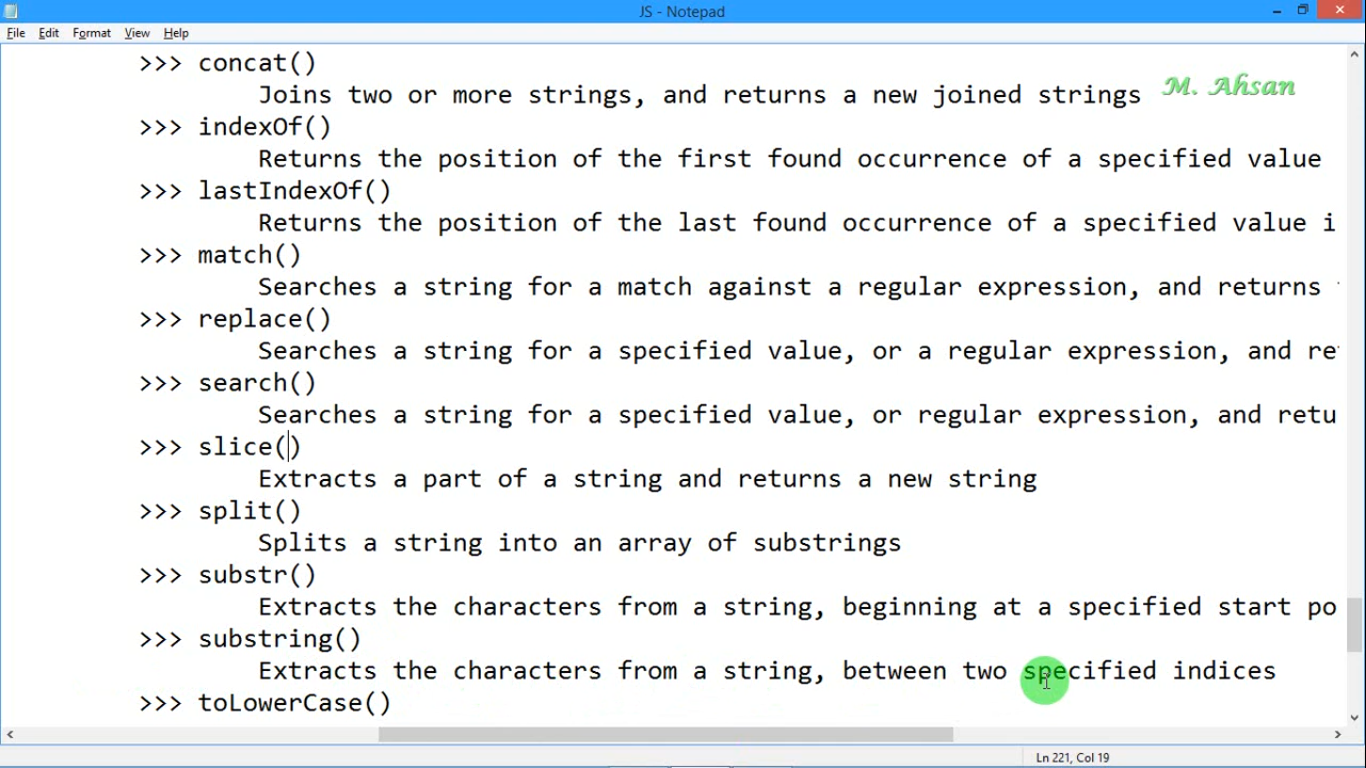 JS - Notepad
File Edit Format View Help
>>> concat()
M. Ahsan
Joins two or more strings, and returns a new joined strings
>>> indexOf()
Returns the position of the first found occurrence of a specified value
>>> lastIndexOf()
Returns the position of the last found occurrence of a specified value i
>>> match()
Searches a string for a match against a regular expression, and returns
>>> replace()
Searches a string for a specified value, or a regular expression, and re
>>> search()
Searches a string for a specified value, or regular expression, and retu
>>> slice()
Extracts a part of a string and returns a new string
>>> split()
Splits a string into an array of substrings
>>> substr()
Extracts the characters from a string, beginning at a specified start po
>>> substring()
Extracts the characters from a string, between two specified indices
>>> toLowerCase()
Ln 221, Col 19